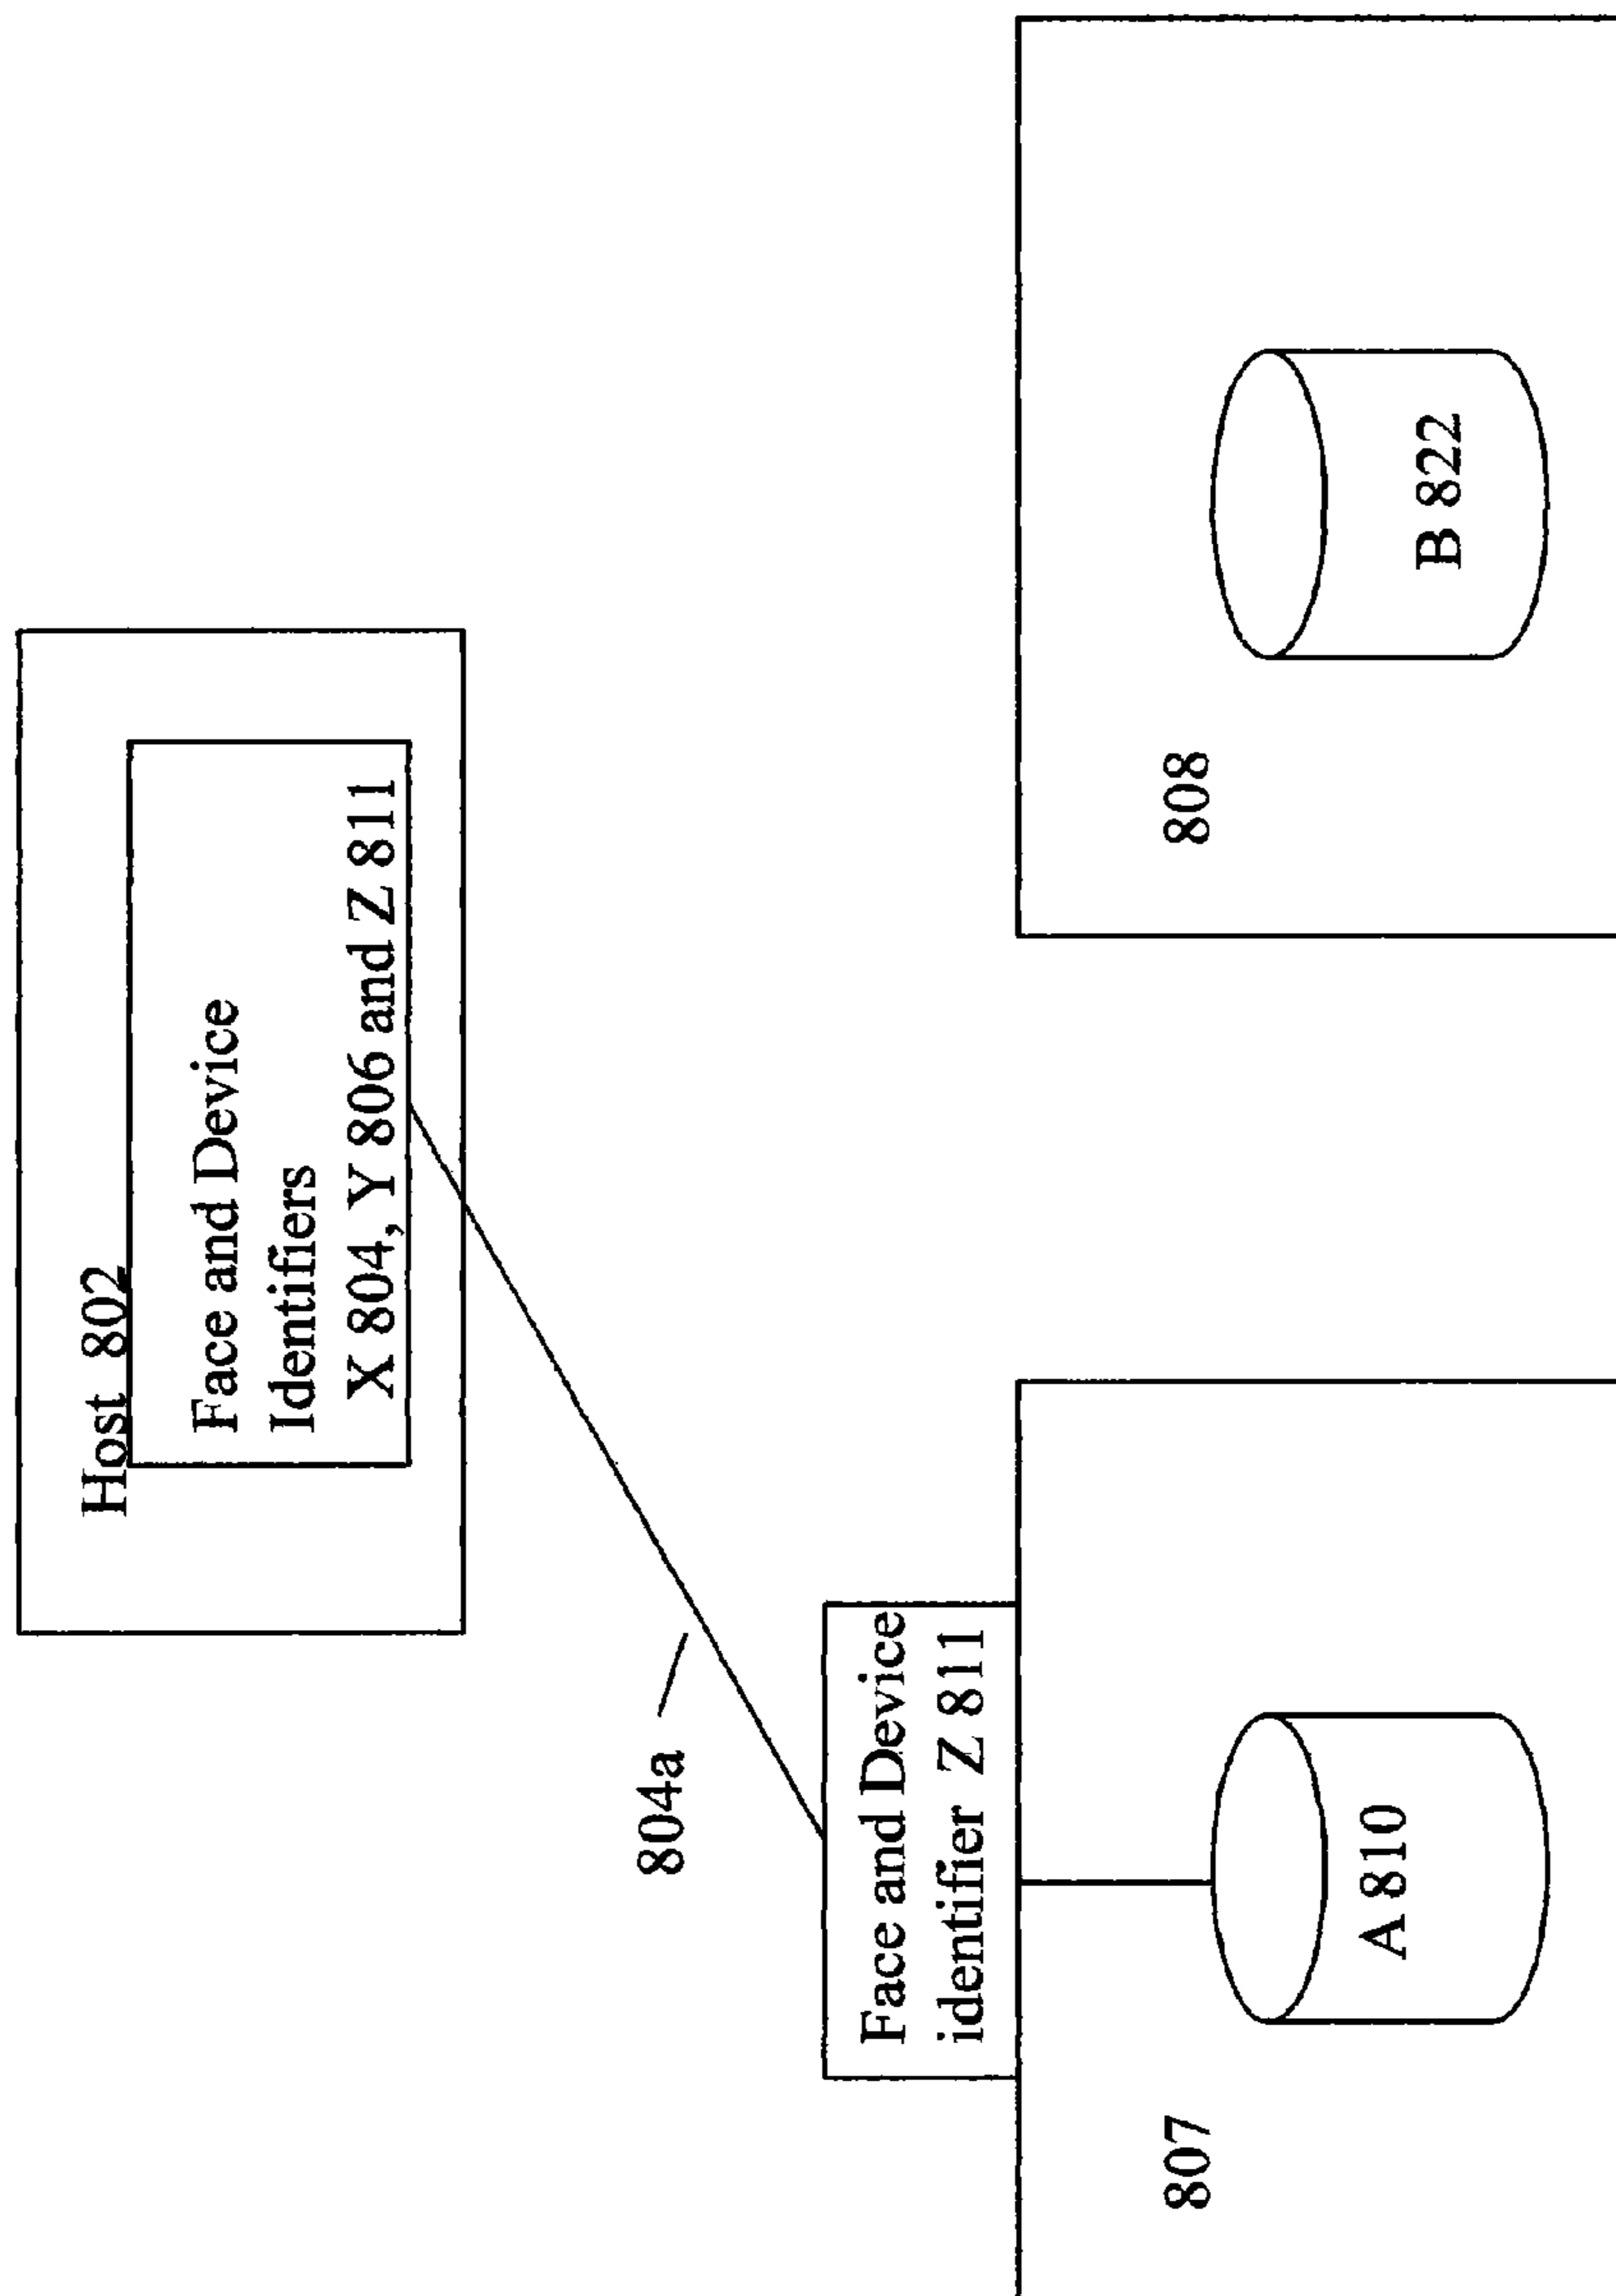 Host 802
Face and Device
Identifiers
X 804, Y 806 and Z 811
804a
Face and Device
identifier Z 811
807
A 810
808
B 822